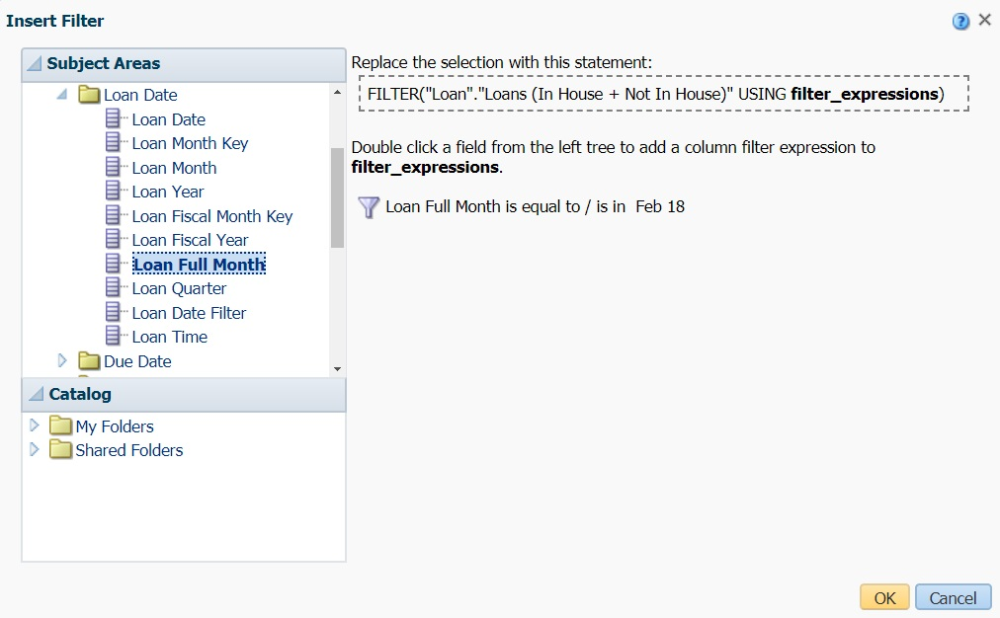 Insert Filter
Subject Areas
Loan Date
Loan Date
Loan Month Key
Loan Month
Loan Year
Loan Fiscal Month Key
Loan Fiscal Year
Loan Full Month
Loan Quarter
Loan Date Filter
Loan Time
Due Date
Catalog
My Folders
Shared Folders
Replace the selection with this statement:
FILTER("Loan"."Loans (In House + Not In House)" USING filter_expressions)
Double click a field from the left tree to add a column filter expression to
filter_expressions.
Loan Full Month is equal to / is in Feb 18
OK
Cancel